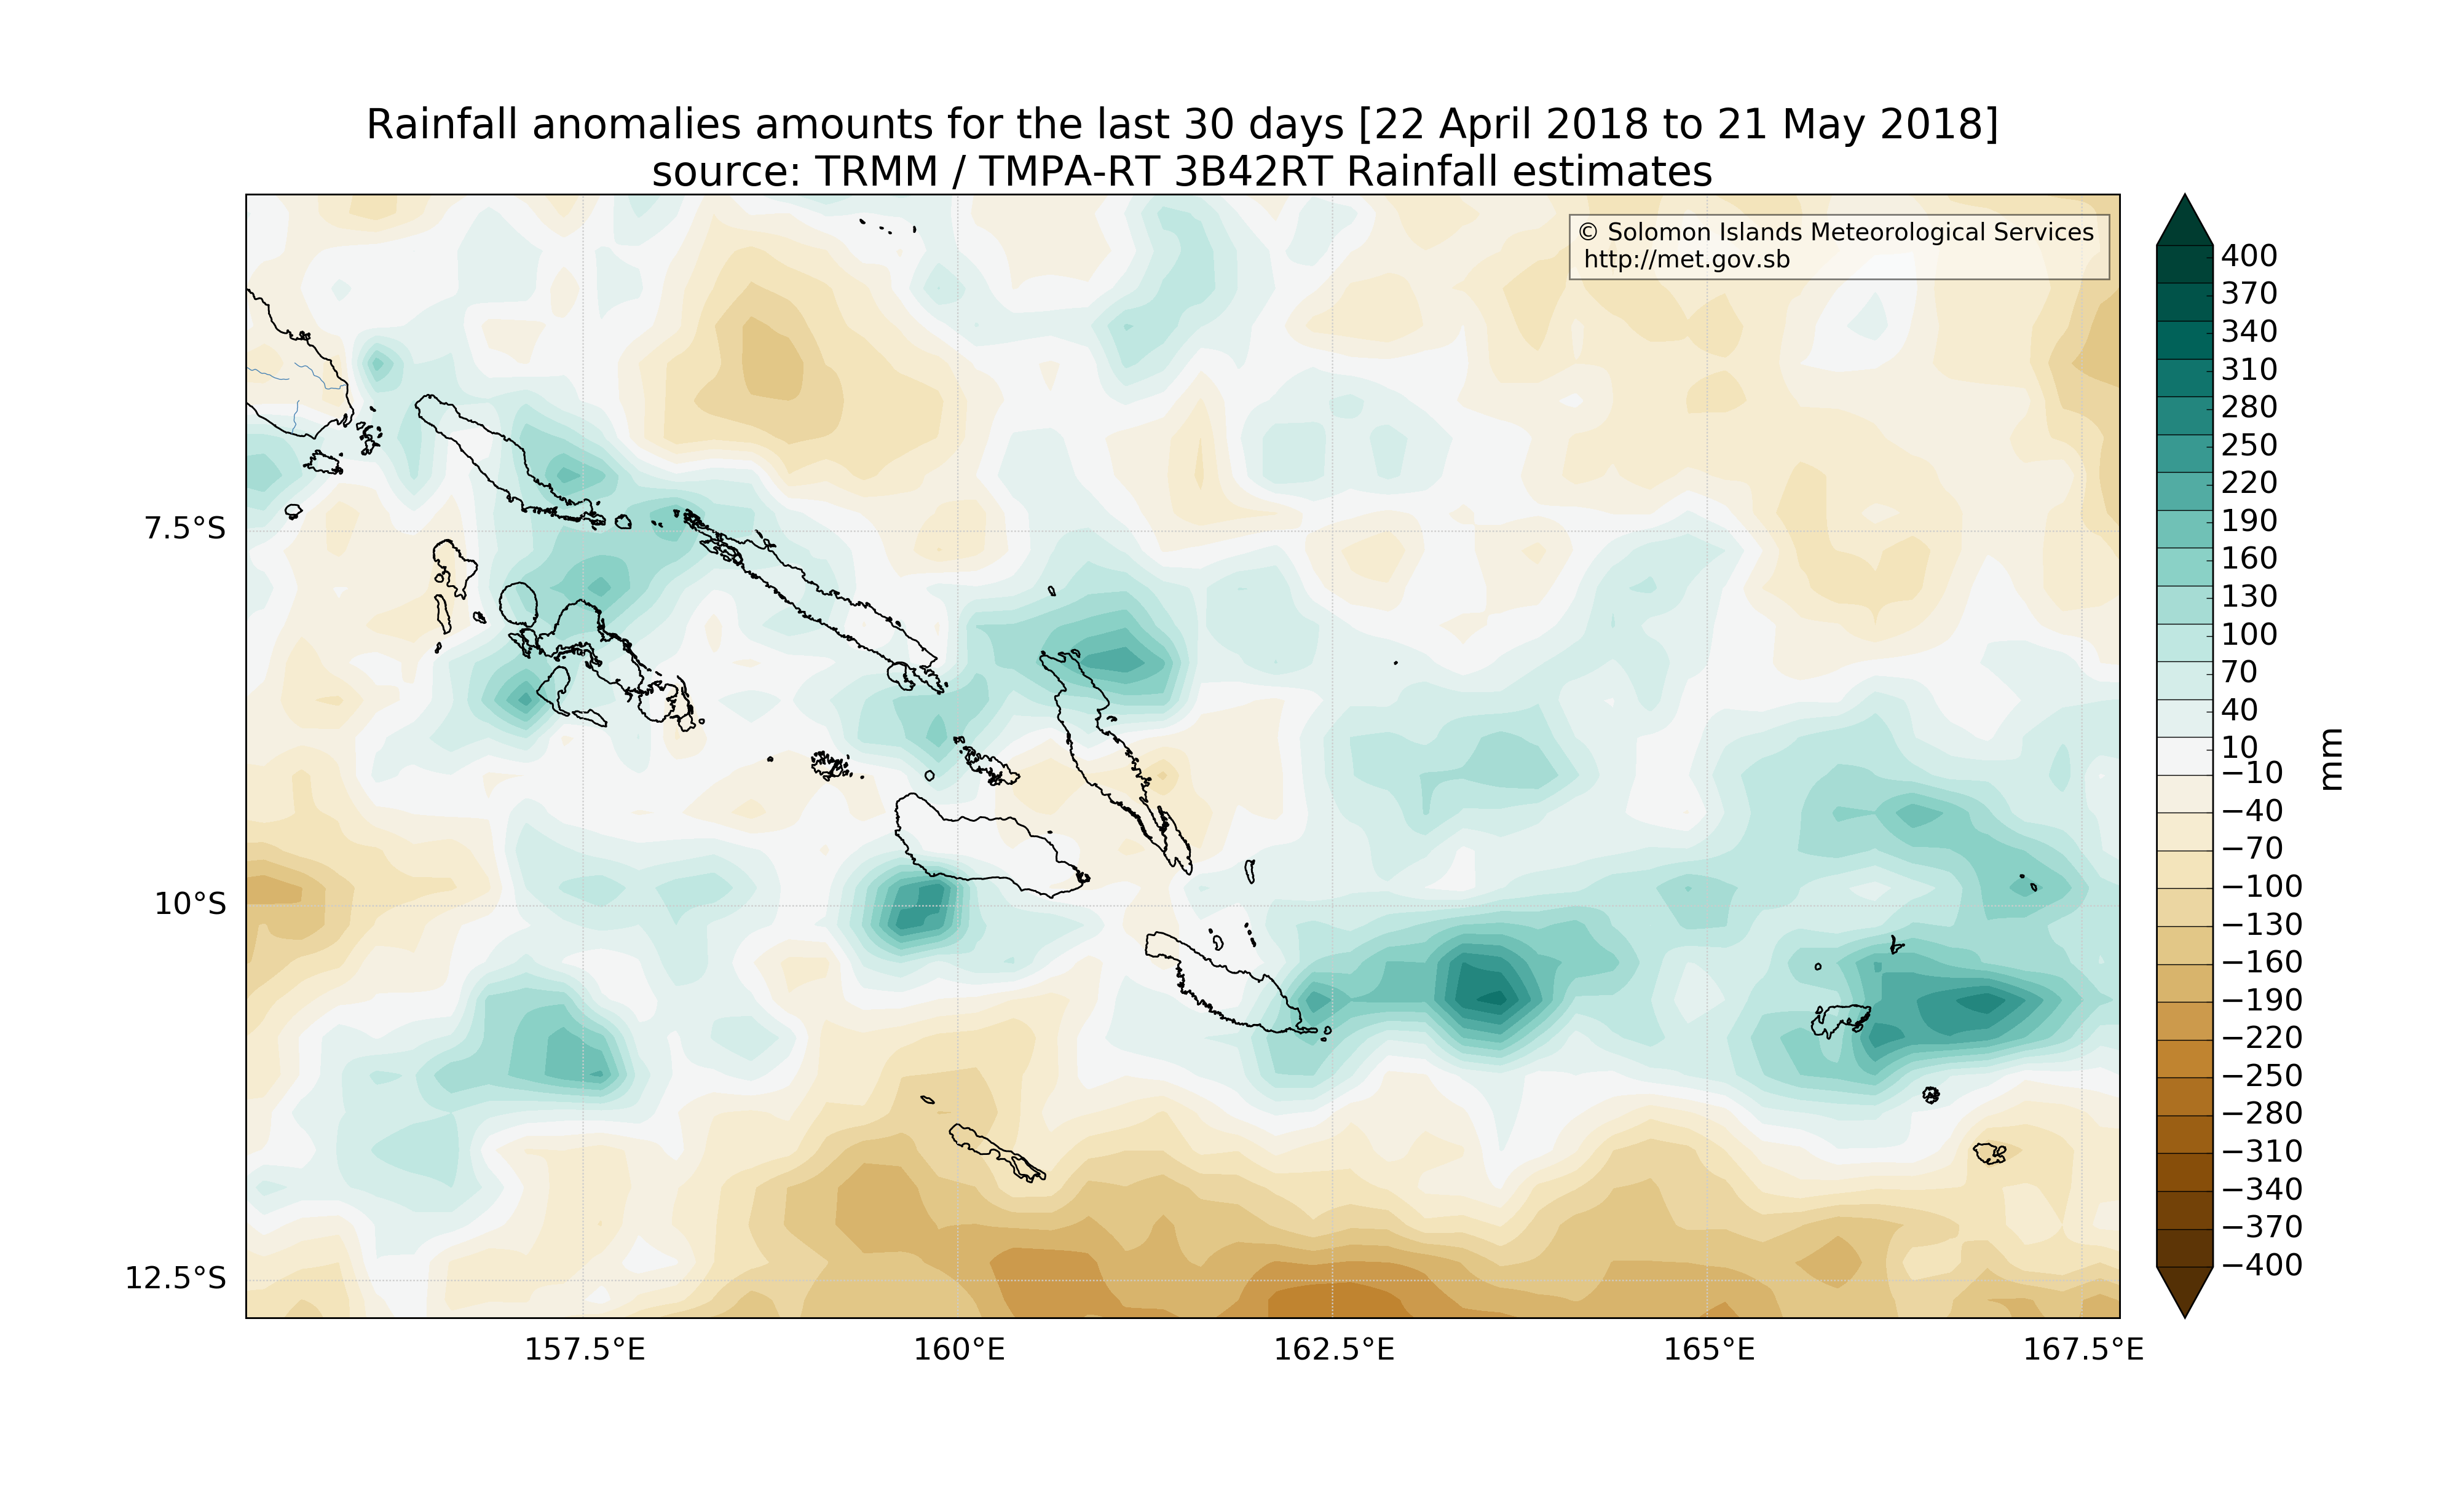 Rainfall anomalies amounts for the last 30 days [22 April 2018 to 21 May 2018]
source: TRMM / TMPA-RT 3B42RT Rainfall estimates
© Solomon Islands Meteorological Services
http://met.gov.sb
7.5°S
10°S
12.5°S
157.5°E
160°E
162.5°E
165°E
167.5°E
400
370
340
310
280
250
220
190
160
130
100
70
40
10
−10
−40
−70
−100
−130
−160
−190
−220
−250
−280
−310
−340
−370
−400
mm